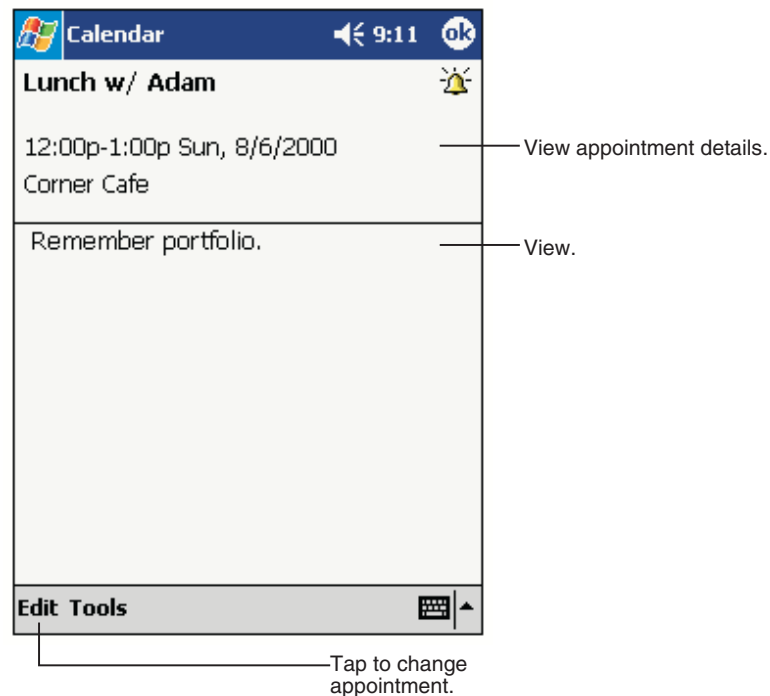 Calendar 9:11 ok
Lunch w/ Adam
12:00p-1:00p Sun, 8/6/2000
View appointment details.
Corner Cafe
Remember portfolio.
View.
Edit Tools
Tap to change
appointment.